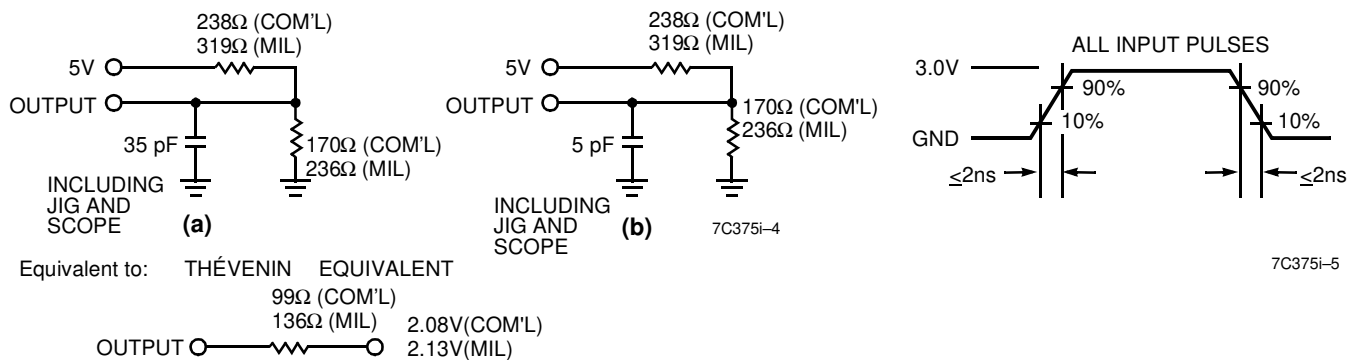 238Ω (COM'L)
319Ω (MIL)
5V
OUTPUT
35 pF
170Ω (COM'L)
236Ω (MIL)
INCLUDING
JIG AND
SCOPE
(a)
238Ω (COM'L)
319Ω (MIL)
5V
OUTPUT
5 pF
170Ω (COM'L)
236Ω (MIL)
INCLUDING
JIG AND
SCOPE
(b)
7C375i–4
ALL INPUT PULSES
3.0V
90%
90%
10%
10%
GND
≤2ns
≤2ns
7C375i–5
Equivalent to: THÉVENIN EQUIVALENT
99Ω (COM'L)
136Ω (MIL)
2.08V(COM'L)
OUTPUT
2.13V(MIL)